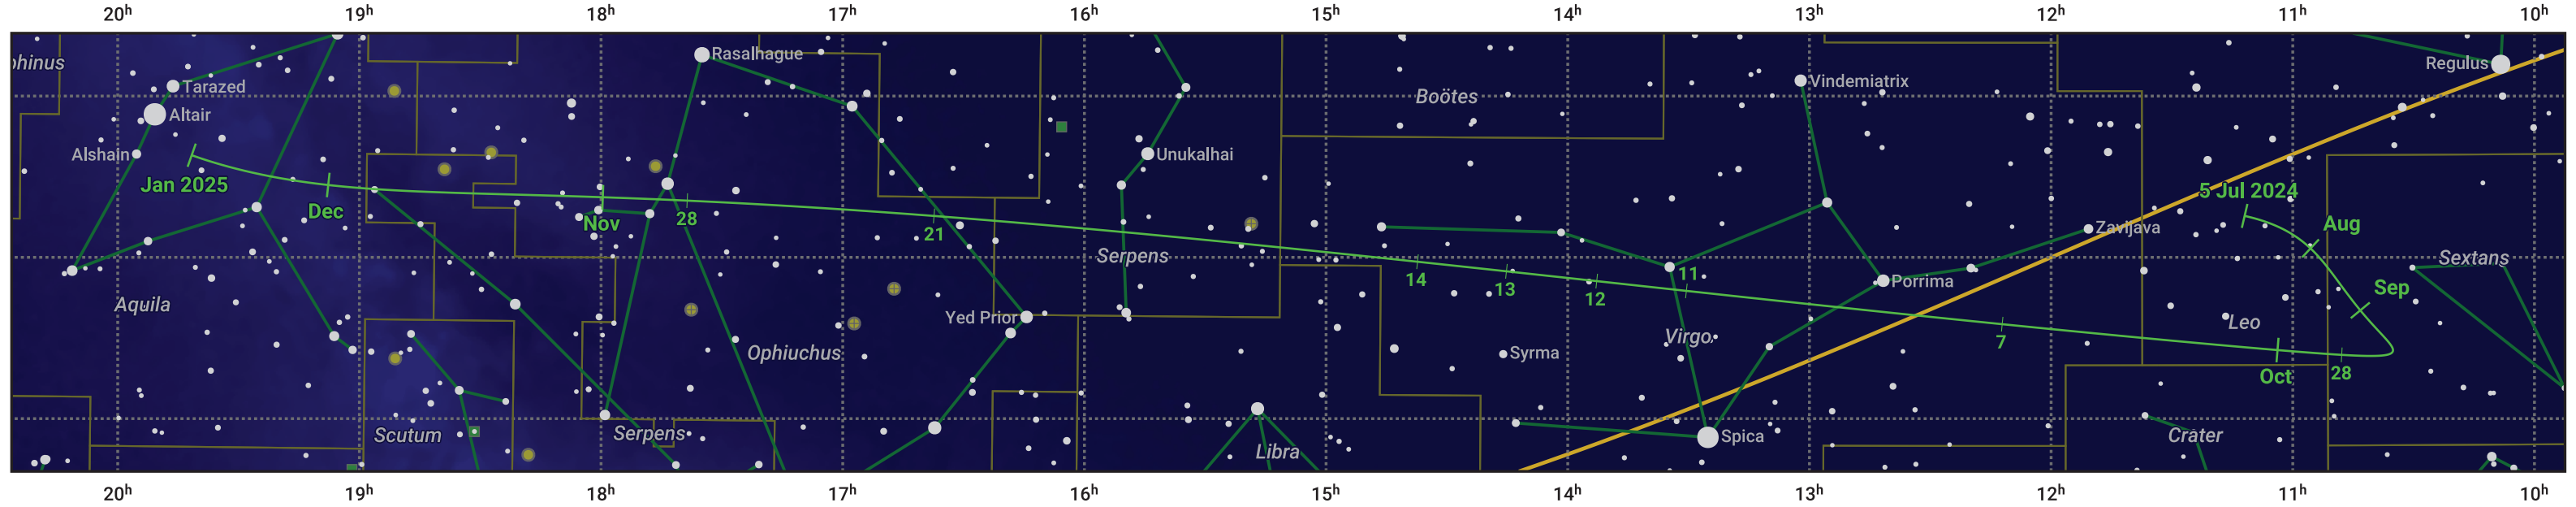 20h 19h 18h 17h 16h 15h 14h 13h 12h 11h 10h
phinus
Tarazed
Altair
Alshain
Jan 2025
Dec
Aquila
Scutum
Rasalhague
Nov
28
21
Ophiuchus
Yed Prior
Serpens
Unukalhai
Serpens
Libra
Boötes
14
13
12
11
Syrma
Virgo
Spica
Vindemiatrix
Porrima
Zavijava
7
Regulus
5 Jul 2024
Aug
Sep
Sextans
Leo
Oct
28
Crater
20h 19h 18h 17h 16h 15h 14h 13h 12h 11h 10h